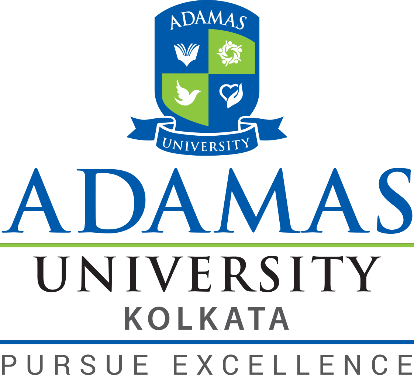 ADAMAS
UNIVERSITY
ADAMAS
UNIVERSITY
KOLKATA
PURSUE EXCELLENCE